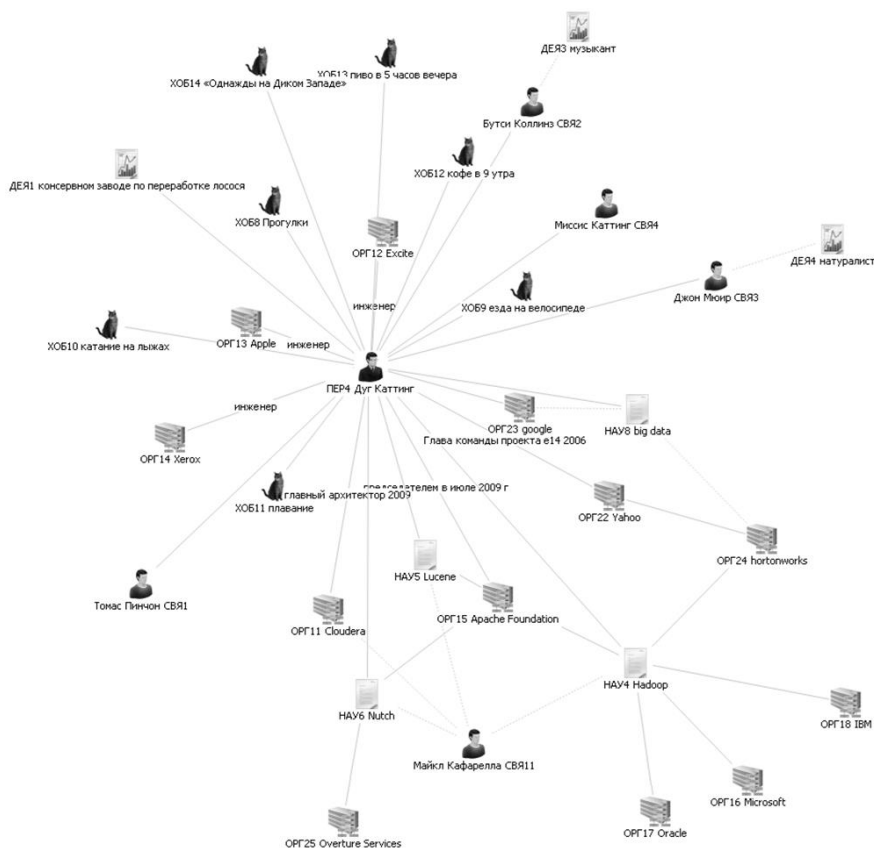 ДЕЯ3 музыкант
ХОБ14 «Однажды на Диком Западе»
ХОБ13 пиво в 5 часов вечера
Бутси Коллинз СВЯ2
ХОБ12 кофе в 9 утра
ДЕЯ1 консервном заводе по переработке лосося
ХОБ8 Прогулки
Миссис Каттинг СВЯ4
ОРГ12 Excite
ДЕЯ4 натуралист
Джон Мюир СВЯ3
инженер
ХОБ9 езда на велосипеде
ОРГ13 Apple
инженер
ХОБ10 катание на лыжах
ПЕР4 Дуг Каттинг
инженер
ОРГ23 google
НАУ8 big data
Глава команды проекта e14 2006
ОРГ14 Xerox
председателем в июле 2009 г
главный архитектор 2009
ХОБ11 плавание
ОРГ22 Yahoo
ОРГ24 hortonworks
НАУ5 Lucene
Томас Пинчон СВЯ1
ОРГ15 Apache Foundation
ОРГ11 Cloudera
НАУ4 Hadoop
НАУ6 Nutch
ОРГ18 IBM
Майкл Кафарелла СВЯ11
ОРГ16 Microsoft
ОРГ17 Oracle
ОРГ25 Overture Services